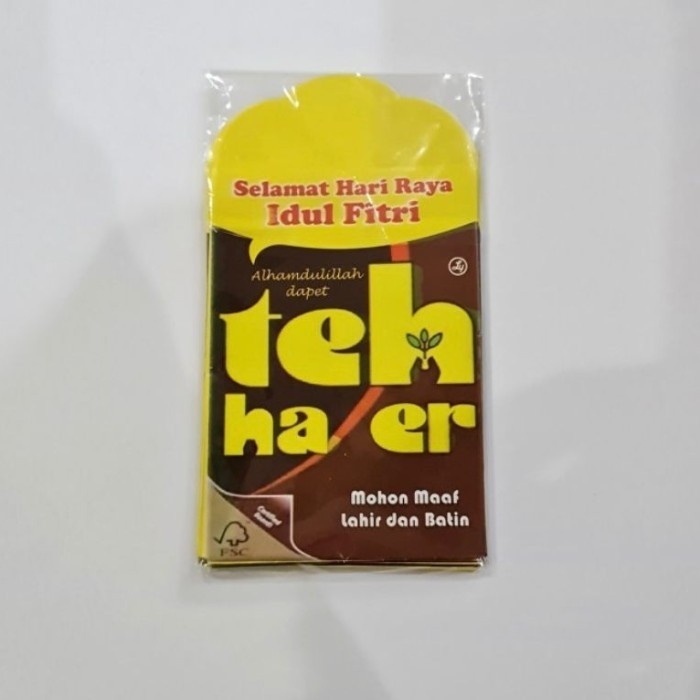 Selamat Hari Raya
Idul Fitri
Alhamdulillah
dapet
teh
ha er
Mohon Maaf
Lahir dan Batin
FSC